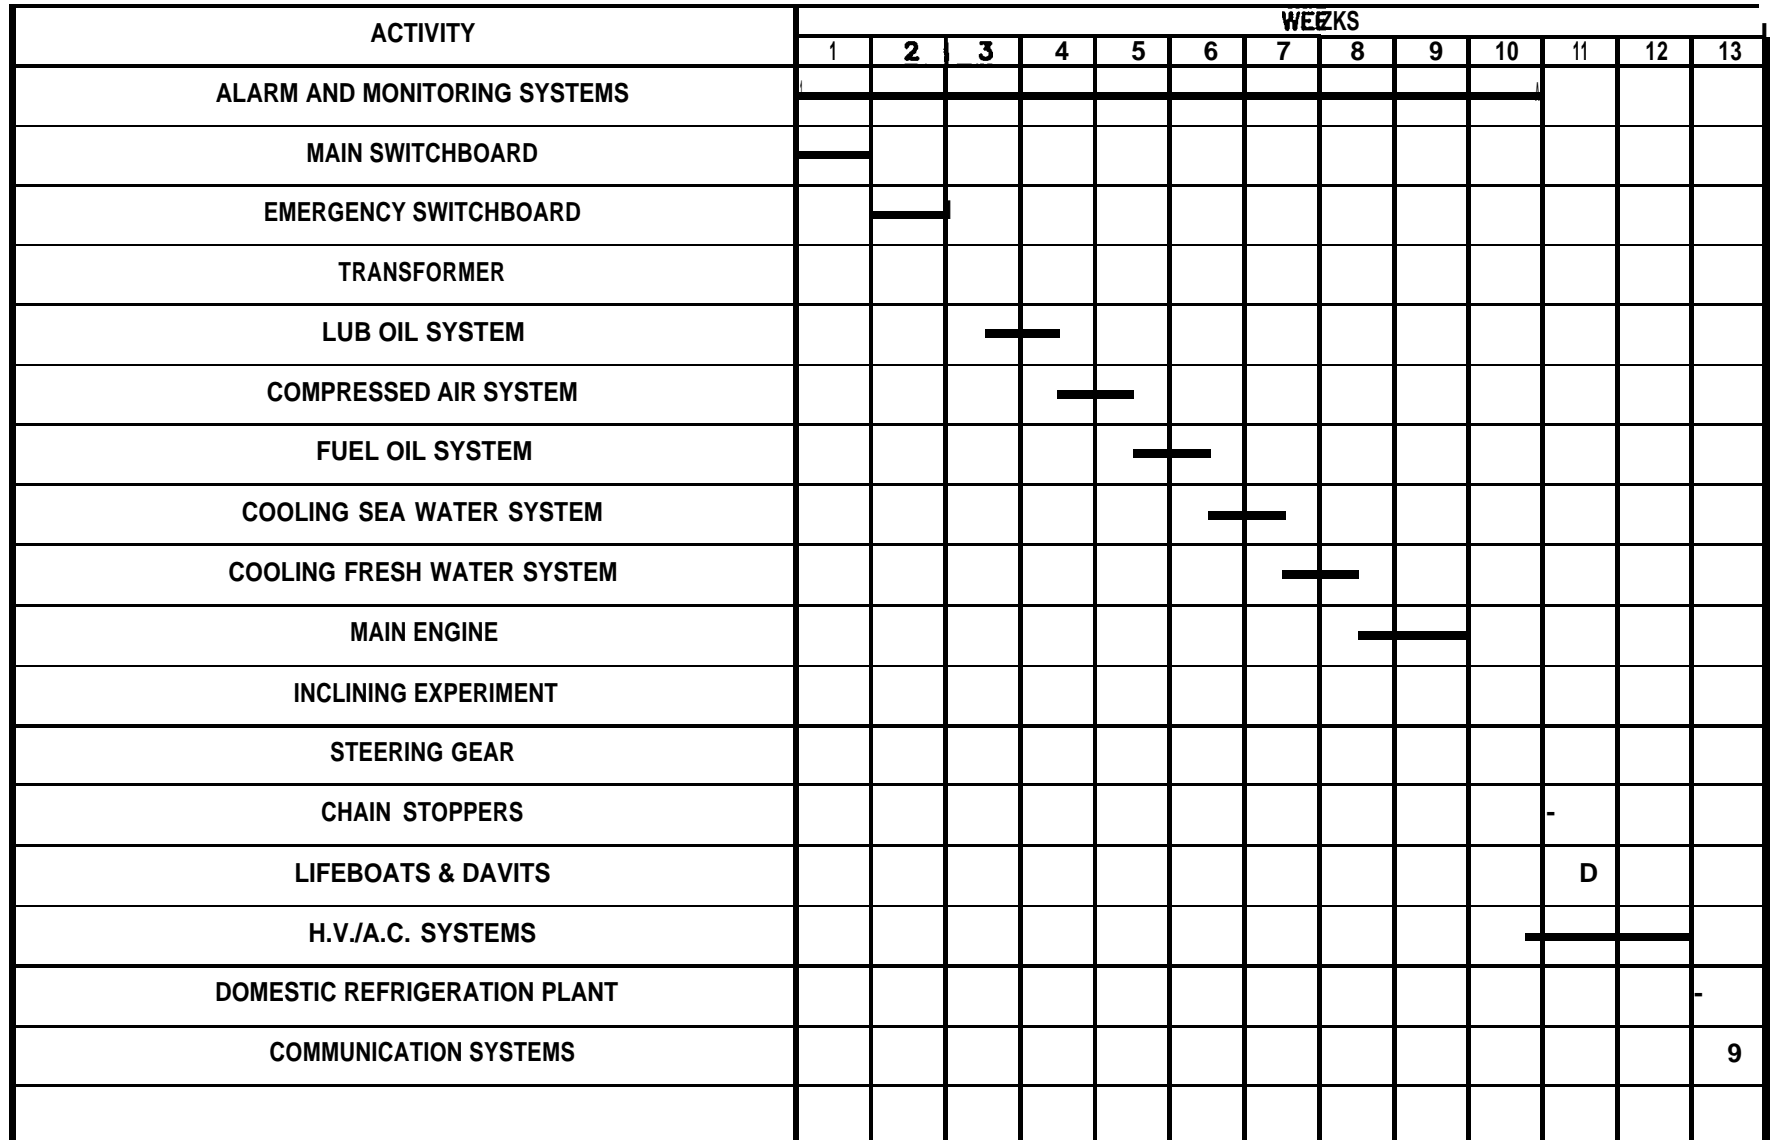 ACTIVITY
WEEKS
1 2 3 4 5 6 7 8 9 10 11 12 13
ALARM AND MONITORING SYSTEMS
MAIN SWITCHBOARD
EMERGENCY SWITCHBOARD
TRANSFORMER
LUB OIL SYSTEM
COMPRESSED AIR SYSTEM
FUEL OIL SYSTEM
COOLING SEA WATER SYSTEM
COOLING FRESH WATER SYSTEM
MAIN ENGINE
INCLINING EXPERIMENT
STEERING GEAR
CHAIN STOPPERS -
LIFEBOATS & DAVITS D
H.V./A.C. SYSTEMS
DOMESTIC REFRIGERATION PLANT -
COMMUNICATION SYSTEMS 9